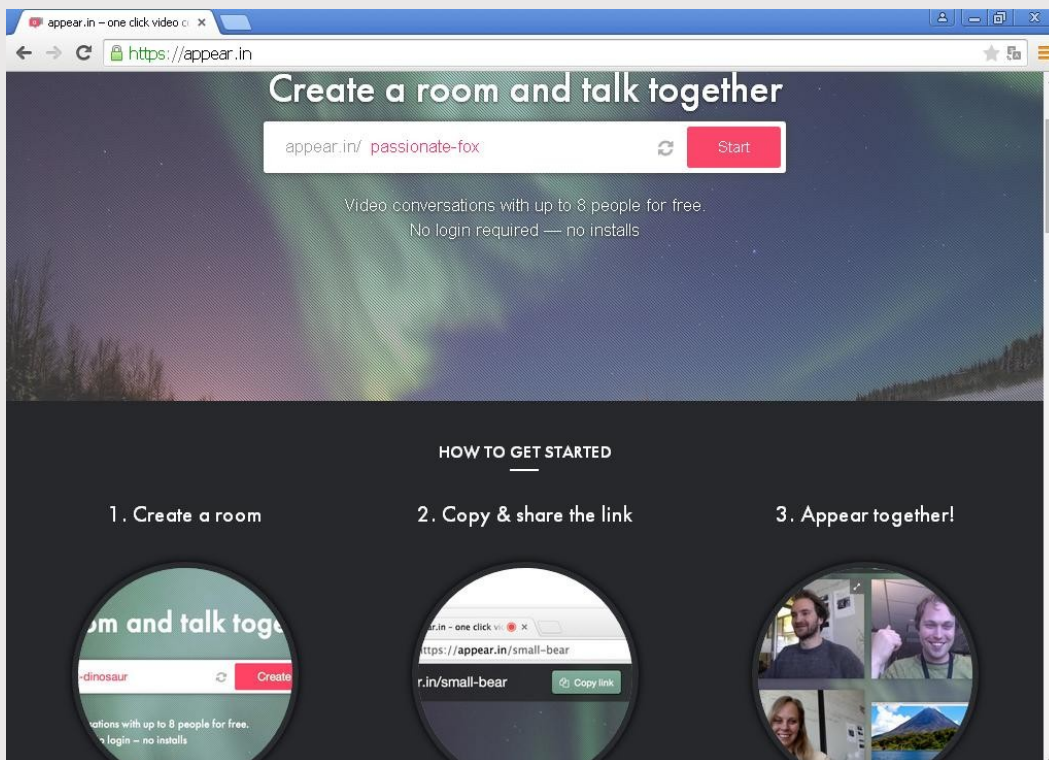 appear.in – one click video c
https://appear.in
Create a room and talk together
appear.in/ passionate-fox
Start
Video conversations with up to 8 people for free.
No login required — no installs
HOW TO GET STARTED
1. Create a room
2. Copy & share the link
3. Appear together!
om and talk toge
-dinosaur
Create
ations with up to 8 people for free.
login – no installs
ar.in – one click vi
https://appear.in/small-bear
r.in/small-bear
Copy link